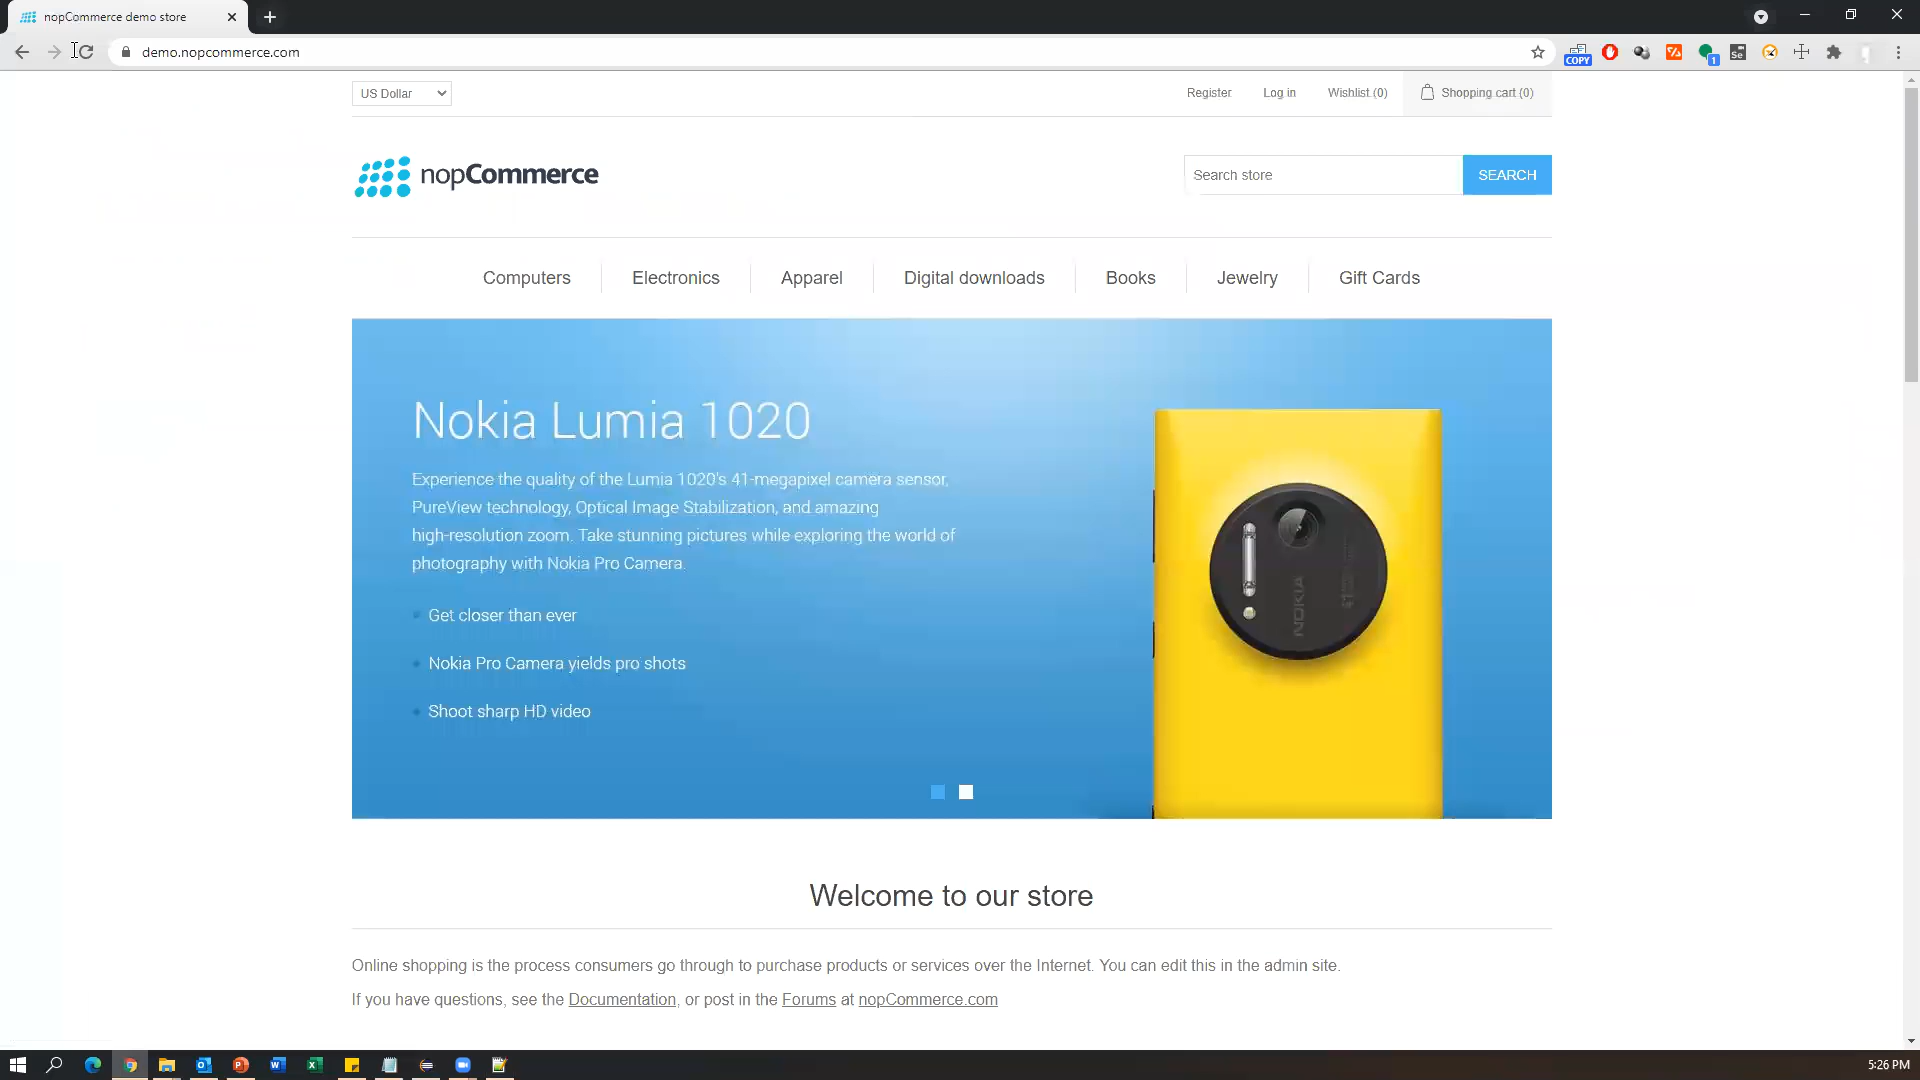 nopCommerce demo store
demo.nopcommerce.com
COPY
1
Se
US Dollar
Register
Log in
Wishlist (0)
Shopping cart (0)
nopCommerce
Search store
SEARCH
Computers
Electronics
Apparel
Digital downloads
Books
Jewelry
Gift Cards
Nokia Lumia 1020
Experience the quality of the Lumia 1020's 41-megapixel camera sensor,
PureView technology, Optical Image Stabilization, and amazing
high-resolution zoom. Take stunning pictures while exploring the world of
photography with Nokia Pro Camera.
Get closer than ever
Nokia Pro Camera yields pro shots
Shoot sharp HD video
NOKIA
Welcome to our store
Online shopping is the process consumers go through to purchase products or services over the Internet. You can edit this in the admin site.
If you have questions, see the Documentation, or post in the Forums at nopCommerce.com
5:26 PM